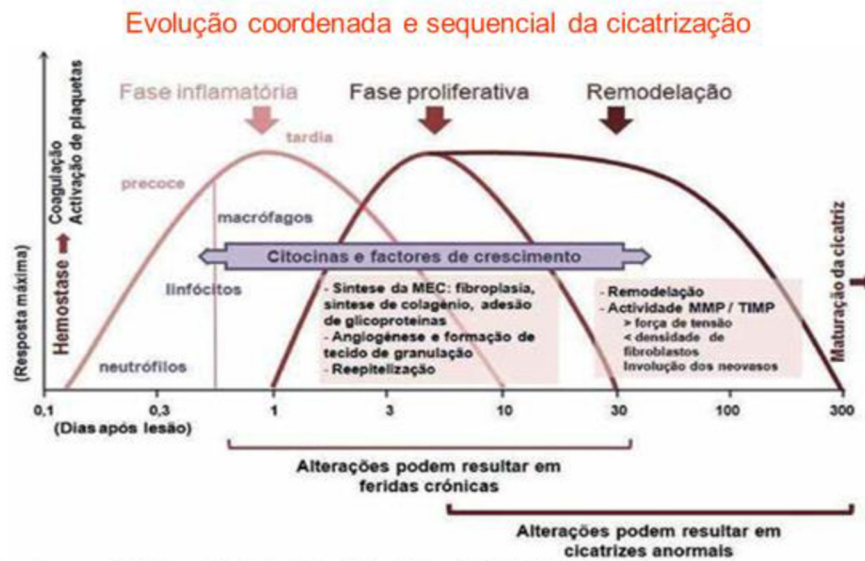 Evolução coordenada e sequencial da cicatrização
Fase inflamatória
Fase proliferativa
Remodelação
tardia
precoce
macrófagos
linfócitos
neutrófilos
(Resposta máxima)
Hemostase
Coagulação
Activação de plaquetas
Citocinas e factores de crescimento
- Síntese da MEC: fibroplasia,
síntese de colagénio, adesão
de glicoproteinas
- Angiogénese e formação de
tecido de granulação
- Reepitelização
- Remodelação
- Actividade MMP / TIMP
> força de tensão
< densidade de
fibroblastos
Involução dos neovasos
Maturação da cicatriz
0,1 0,3 1 3 10 30 100 300
(Dias após lesão)
Alterações podem resultar em
feridas crónicas
Alterações podem resultar em
cicatrizes anormais